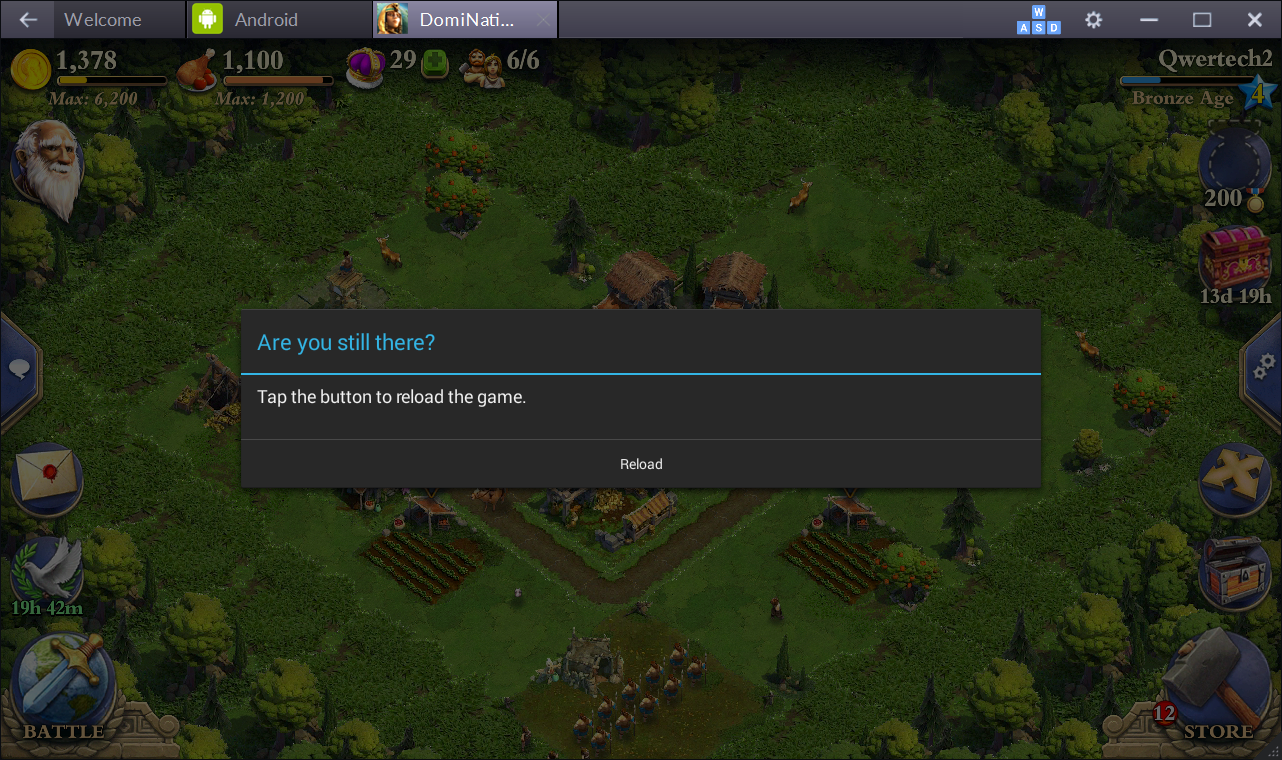 Welcome
Android
DomiNati...
W
A S D
1,378
Max: 6,200
1,100
Max: 1,200
29
6/6
Qwertech2
Bronze Age
4
200
13d 19h
Are you still there?
Tap the button to reload the game.
Reload
19h 42m
BATTLE
12
STORE